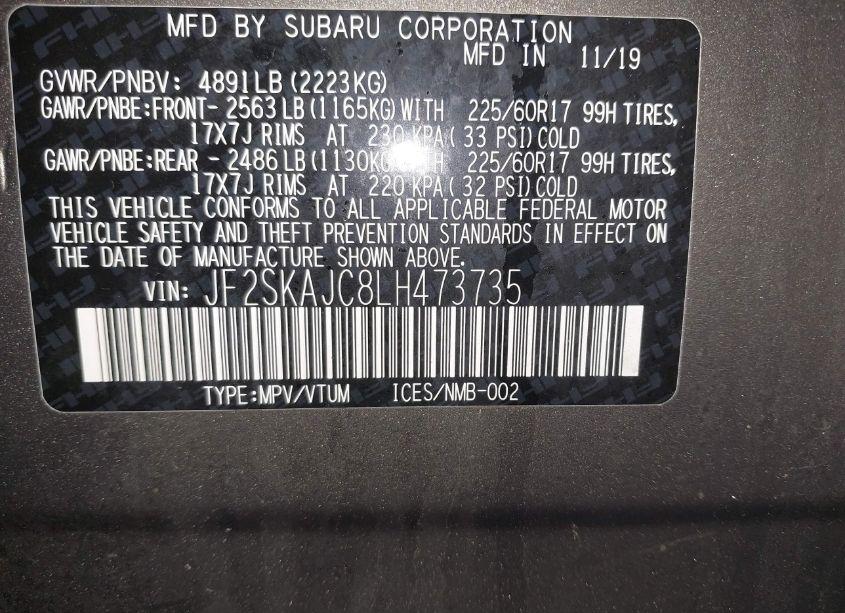 MFD BY SUBARU CORPORATION
MFD IN 11/19
GVWR/PNBV: 4891LB(2223KG)
GAWR/PNBE:FRONT- 2563LB(1165KG)WITH 225/60R17 99H TIRES,
17X7J RIMS AT 230 KPA( 33 PSI)COLD
GAWR/PNBE:REAR - 2486LB(1130KG)WITH 225/60R17 99H TIRES,
17X7J RIMS AT 220 KPA( 32 PSI)COLD
THIS VEHICLE CONFORMS TO ALL APPLICABLE FEDERAL MOTOR
VEHICLE SAFETY AND THEFT PREVENTION STANDARDS IN EFFECT ON
THE DATE OF MANUFACTURE SHOWN ABOVE.
VIN: JF2SKAJC8LH473735
TYPE:MPV/VTUM ICES/NMB-002